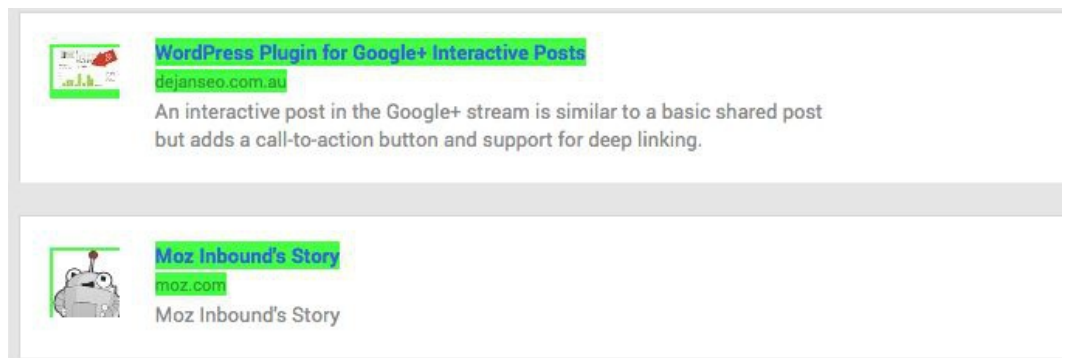 WordPress Plugin for Google+ Interactive Posts
dejanseo.com.au
An interactive post in the Google+ stream is similar to a basic shared post
but adds a call-to-action button and support for deep linking.
Moz Inbound's Story
moz.com
Moz Inbound's Story